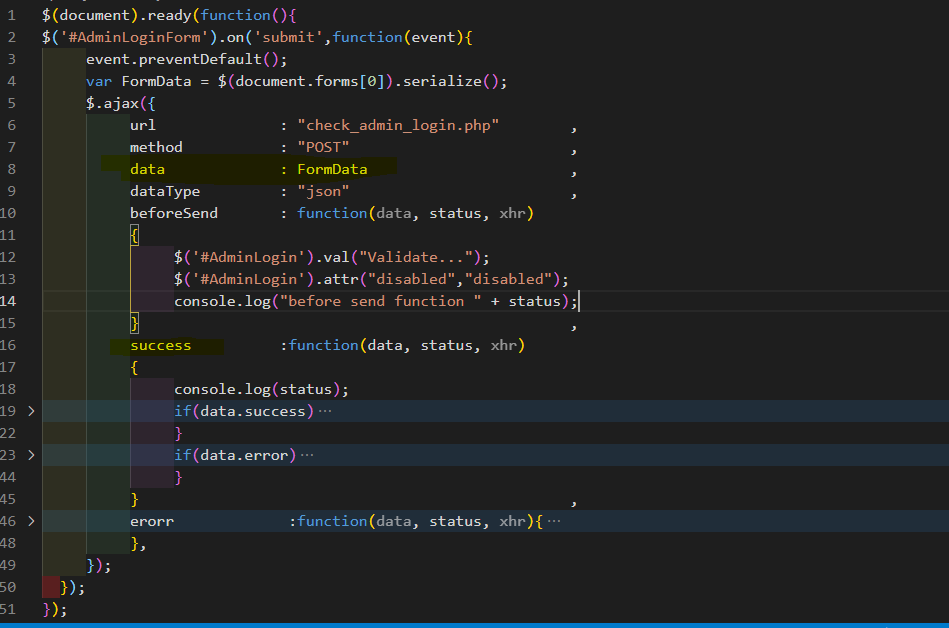 1 $(document).ready(function(){
2 $('#AdminLoginForm').on('submit',function(event){
3 event.preventDefault();
4 var FormData = $(document.forms[0]).serialize();
5 $.ajax({
6 url : "check_admin_login.php" ,
7 method : "POST" ,
8 data : FormData ,
9 dataType : "json" ,
10 beforeSend : function(data, status, xhr)
11 {
12 $('#AdminLogin').val("Validate...");
13 $('#AdminLogin').attr("disabled","disabled");
14 console.log("before send function " + status);
15 } ,
16 success :function(data, status, xhr)
17 {
18 console.log(status);
19 > if(data.success)···
22 }
23 > if(data.error)···
44 }
45 } ,
46 > erorr :function(data, status, xhr){···
48 },
49 });
50 });
51 });